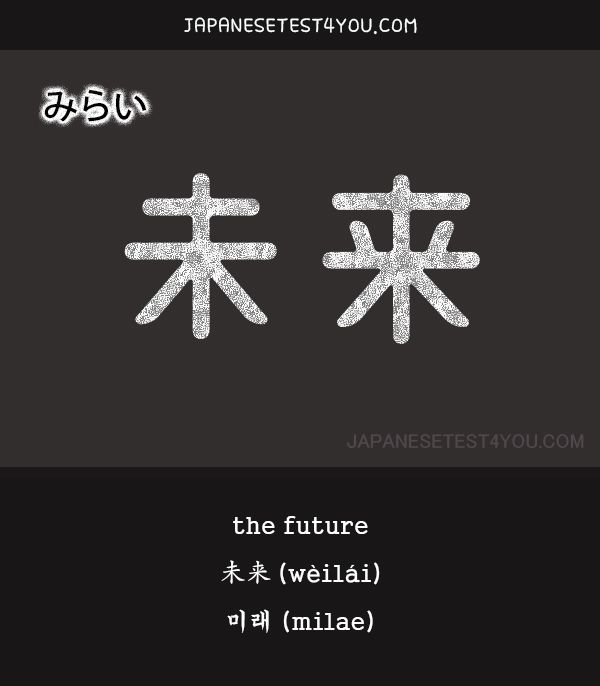 JAPANESETEST4YOU.COM
みらい
未来
JAPANESETEST4YOU.COM
the future
未来 (wèilái)
미래 (milae)